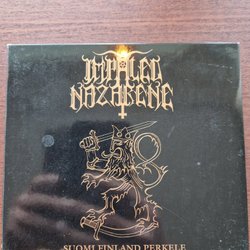 IMPALED
NAZARENE
SUOMI FINLAND PERKELE